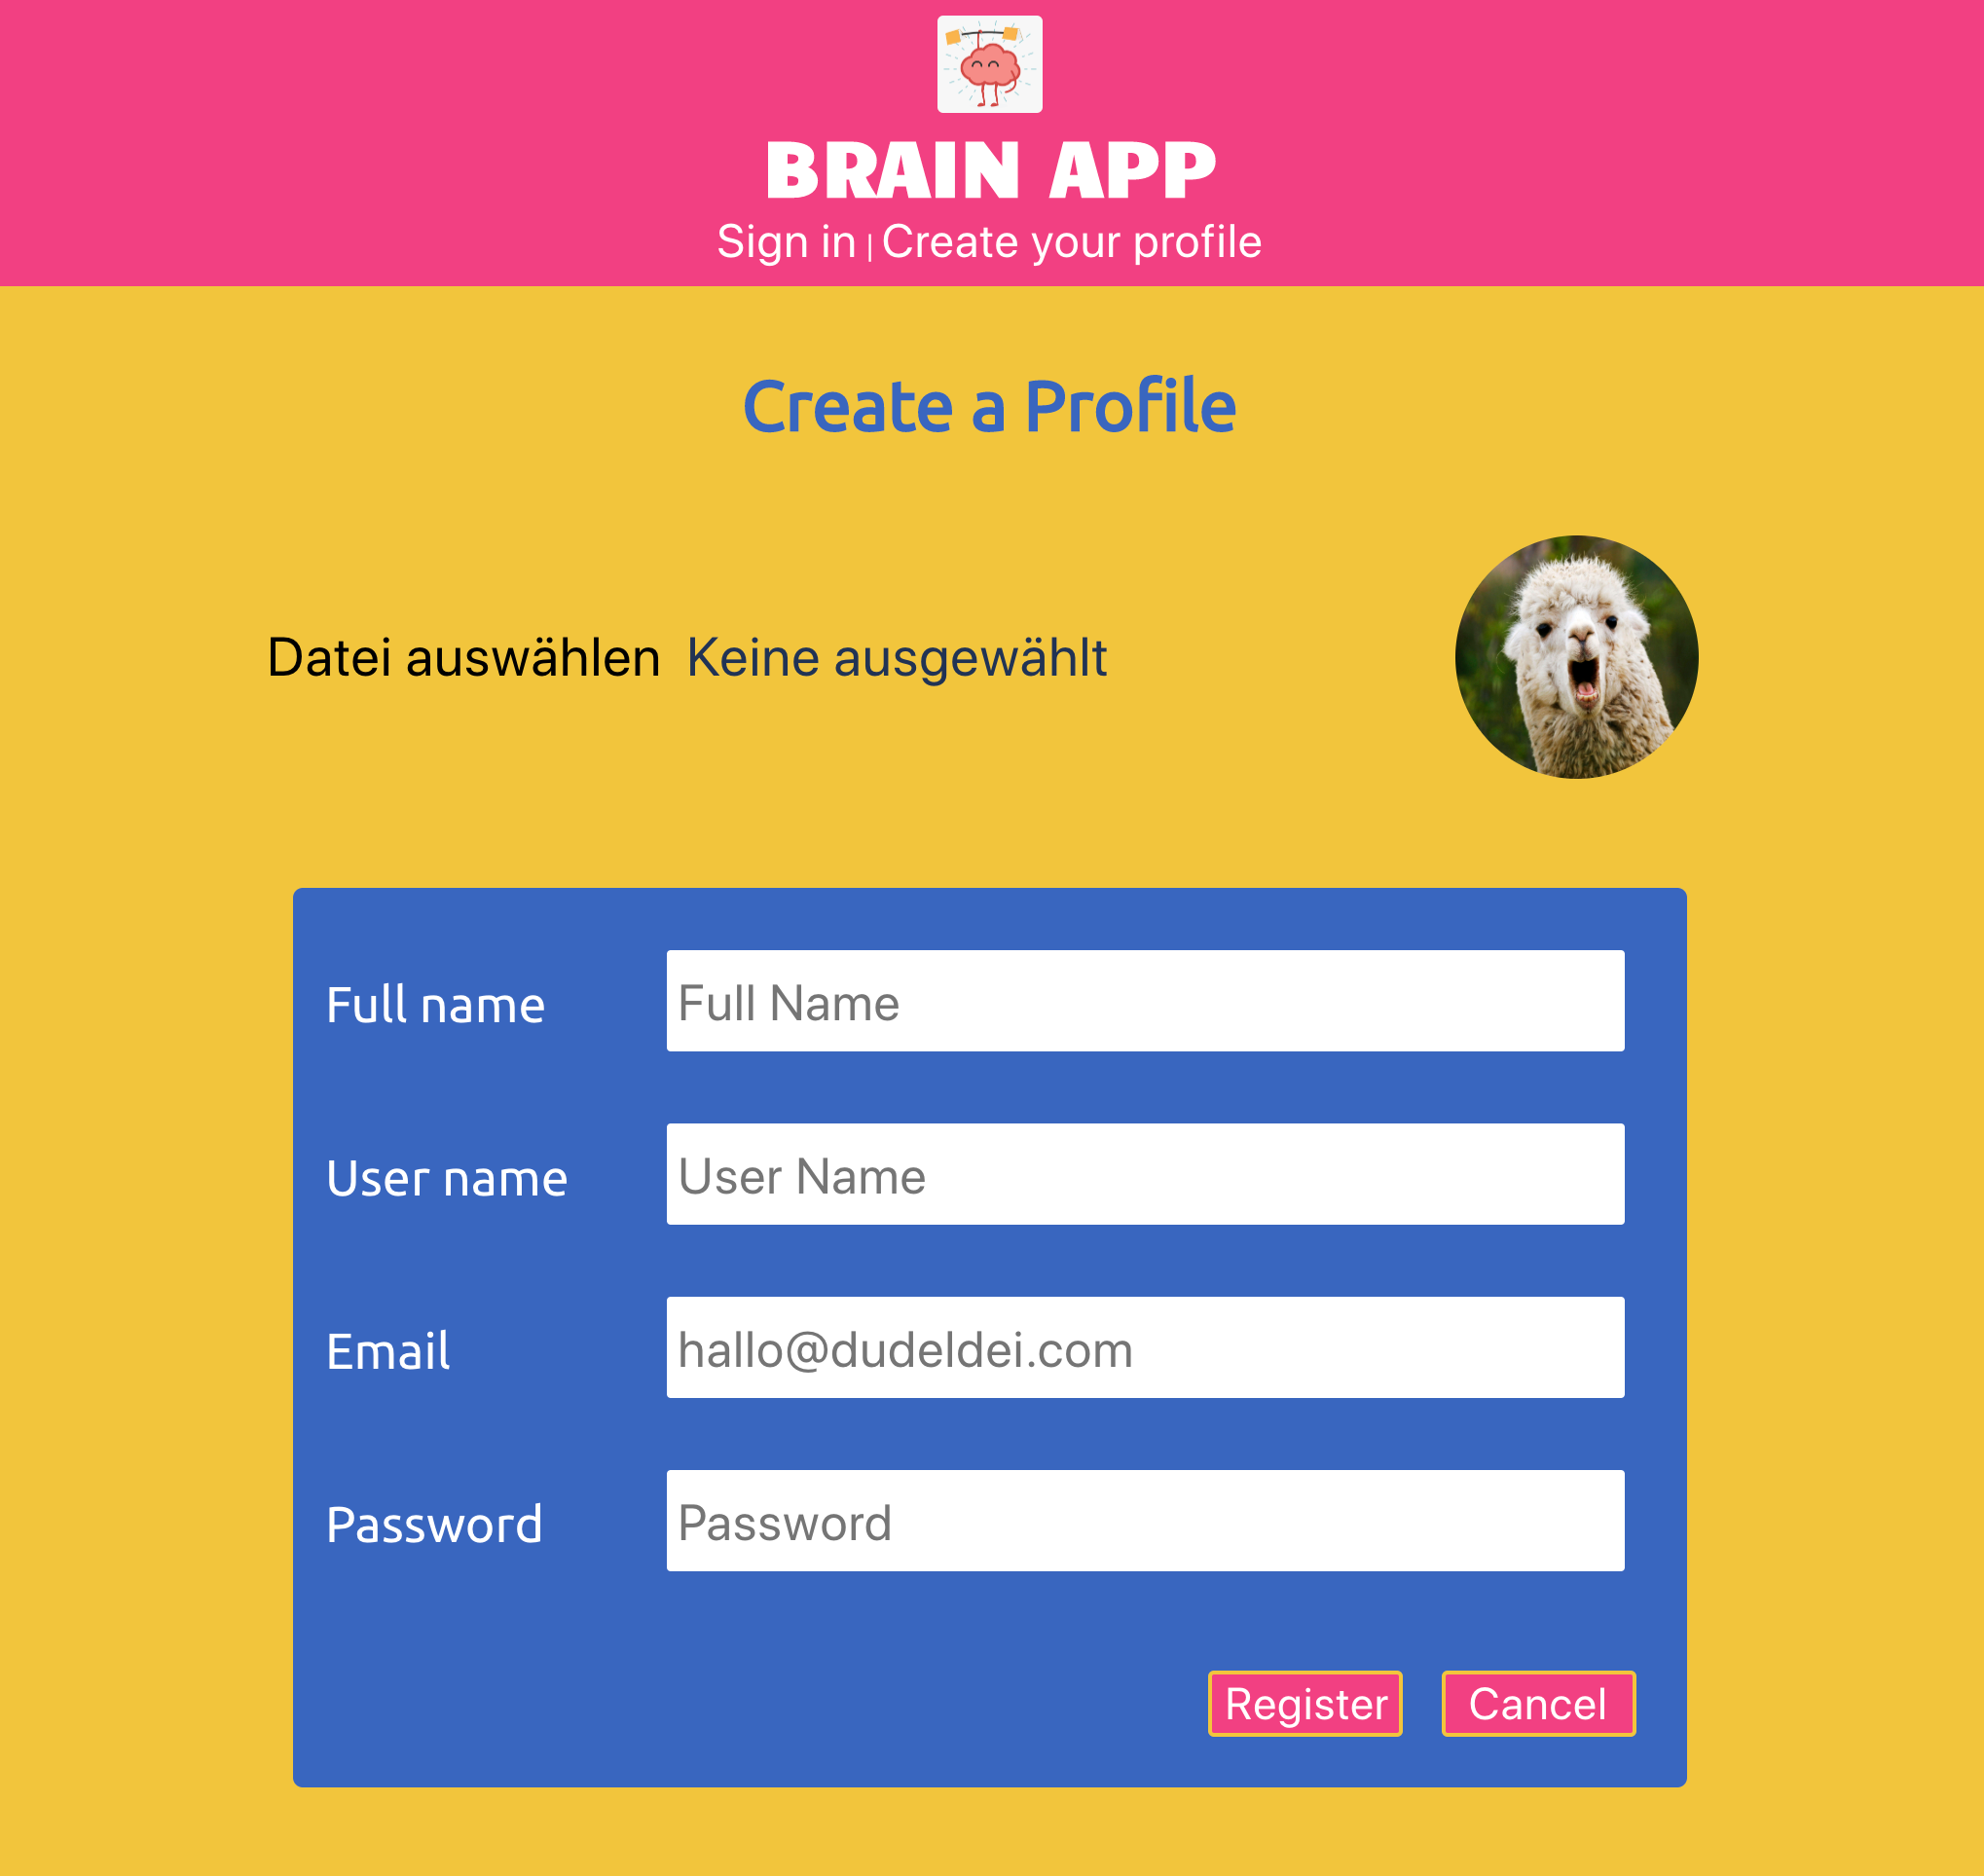 BRAIN APP
Sign in | Create your profile
Create a Profile
Datei auswählen Keine ausgewählt
Full name Full Name
User name User Name
Email hallo@dudeldei.com
Password Password
Register Cancel